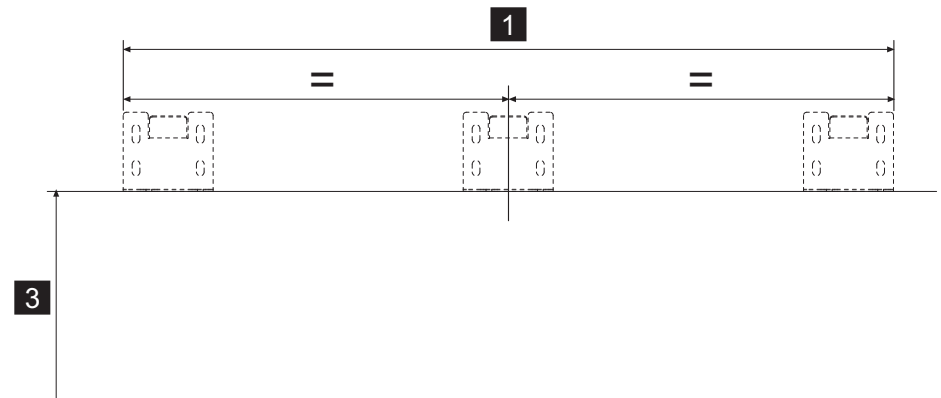 1
= =
3